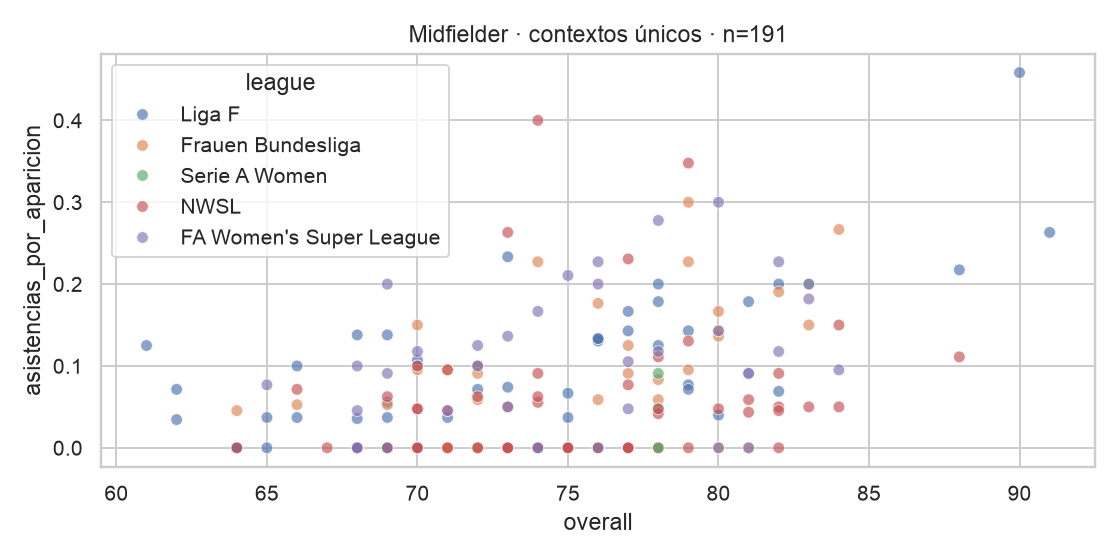 Midfielder · contextos únicos · n=191
league
Liga F
Frauen Bundesliga
Serie A Women
NWSL
FA Women's Super League
asistencias_por_aparicion
0.4
0.3
0.2
0.1
0.0
60 65 70 75 80 85 90
overall